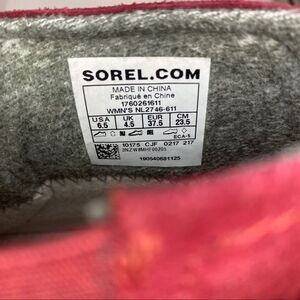 SOREL.COM
MADE IN CHINA
Fabriqué en Chine
1760261611
WMN'S NL2746-611
USA UK EUR CM
6.5 4.5 37.5 23.5
ECA-5
10175 CJF 0217 217
190540681125